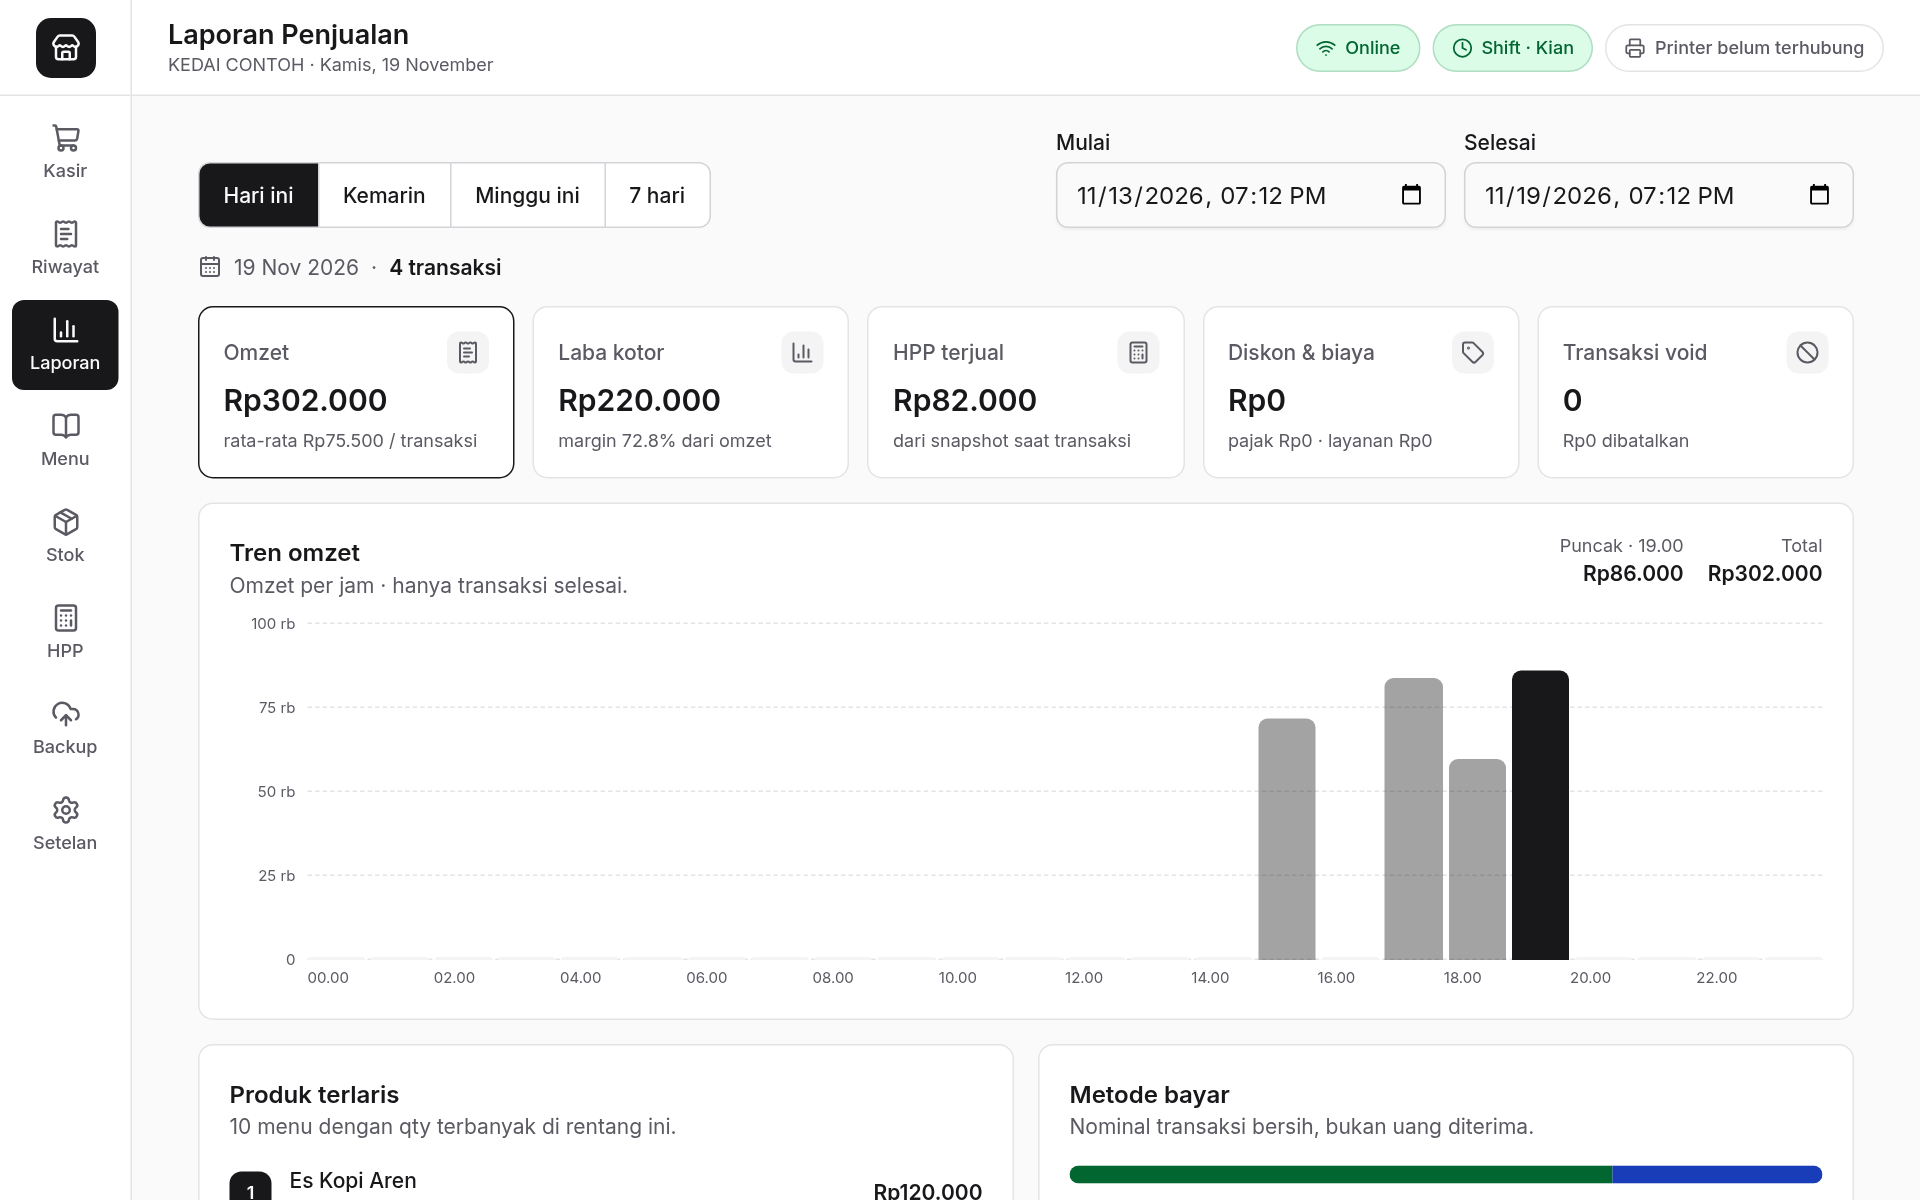 Laporan Penjualan
KEDAI CONTOH · Kamis, 19 November
Online
Shift · Kian
Printer belum terhubung
Kasir
Riwayat
Laporan
Menu
Stok
HPP
Backup
Setelan
Mulai
Selesai
Hari ini
Kemarin
Minggu ini
7 hari
11/13/2026, 07:12 PM
11/19/2026, 07:12 PM
19 Nov 2026 · 4 transaksi
Omzet
Rp302.000
rata-rata Rp75.500 / transaksi
Laba kotor
Rp220.000
margin 72.8% dari omzet
HPP terjual
Rp82.000
dari snapshot saat transaksi
Diskon & biaya
Rp0
pajak Rp0 · layanan Rp0
Transaksi void
0
Rp0 dibatalkan
Tren omzet
Omzet per jam · hanya transaksi selesai.
Puncak · 19.00
Rp86.000
Total
Rp302.000
100 rb
75 rb
50 rb
25 rb
0
00.00
02.00
04.00
06.00
08.00
10.00
12.00
14.00
16.00
18.00
20.00
22.00
Produk terlaris
10 menu dengan qty terbanyak di rentang ini.
1
Es Kopi Aren
Rp120.000
Metode bayar
Nominal transaksi bersih, bukan uang diterima.